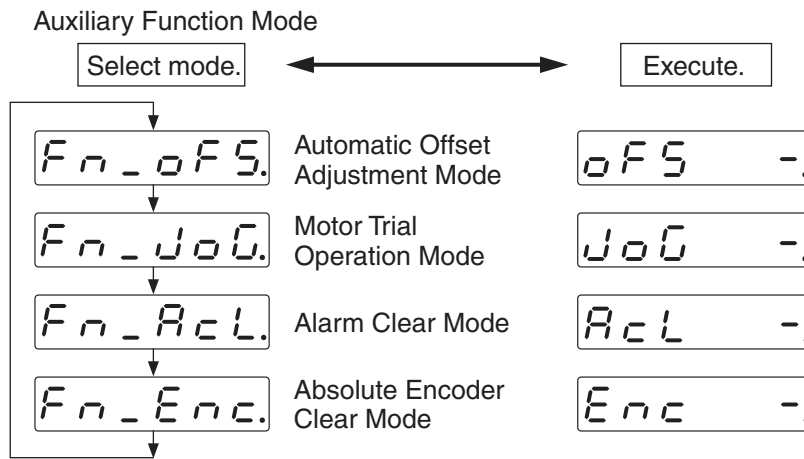 Auxiliary Function Mode
Select mode.
Execute.
Fn_oFS.
Automatic Offset
Adjustment Mode
oFS -.
Fn_JoG.
Motor Trial
Operation Mode
JoG -.
Fn_AcL.
Alarm Clear Mode
AcL -.
Fn_Enc.
Absolute Encoder
Clear Mode
Enc -.